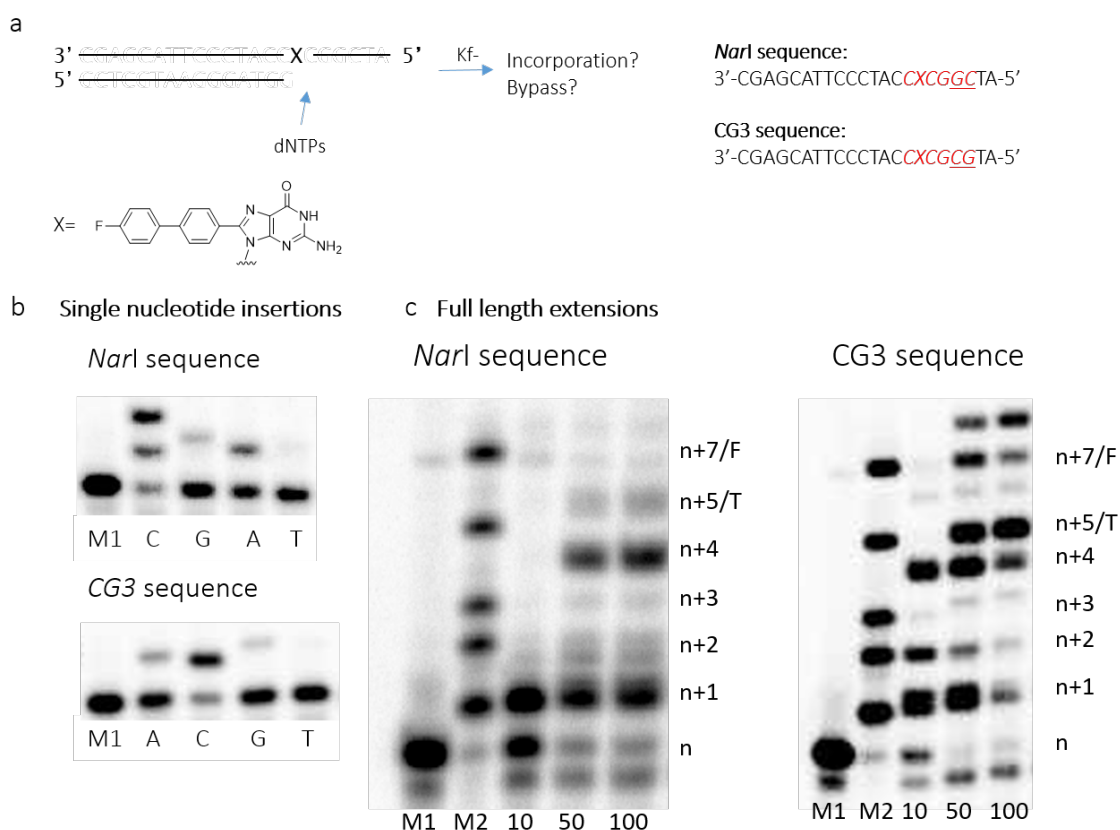 a
3’ CGAGCATTCCCTACCXCGGGCTA 5’
5’
Kf-
Incorporation?
Bypass?
dNTPs
NarI sequence:
3’-CGAGCATTCCCTACCXCGGCTA-5’
CG3 sequence:
3’-CGAGCATTCCCTACCXCGCGTA-5’
X=
F
O
N
NH
N
N
NH2
b Single nucleotide insertions
NarI sequence
M1 C G A T
CG3 sequence
M1 A C G T
c Full length extensions
NarI sequence
n+7/F
n+5/T
n+4
n+3
n+2
n+1
n
M1 M2 10 50 100
CG3 sequence
n+7/F
n+5/T
n+4
n+3
n+2
n+1
n
M1 M2 10 50 100